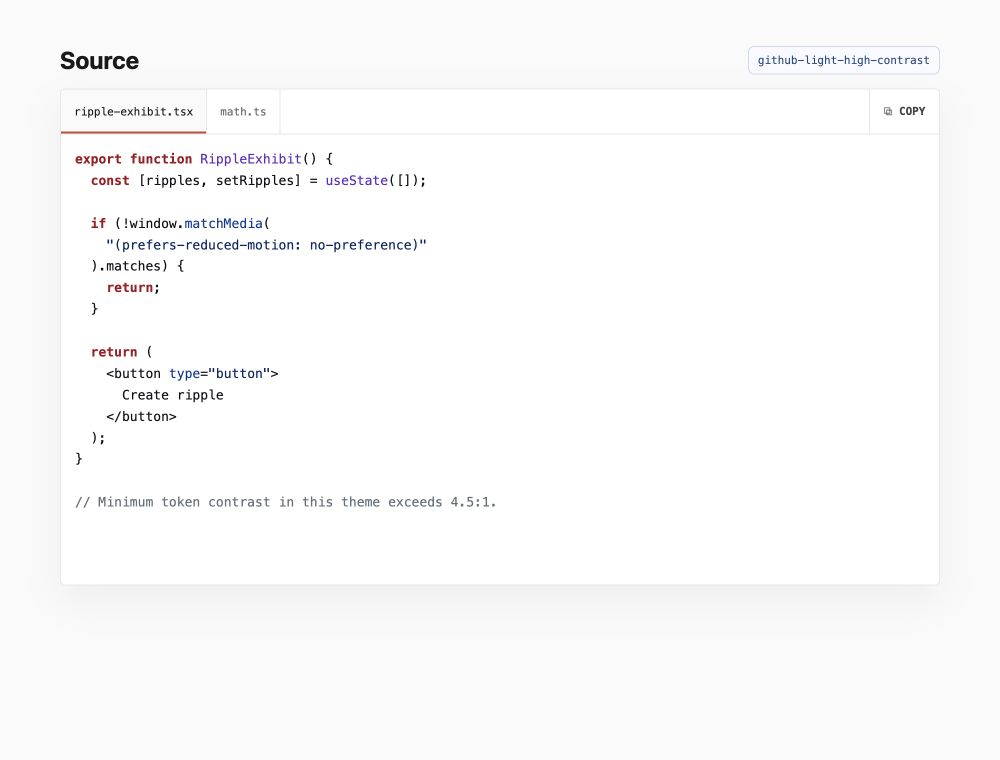 Source
github-light-high-contrast
ripple-exhibit.tsx
math.ts
COPY
export function RippleExhibit() {
  const [ripples, setRipples] = useState([]);

  if (!window.matchMedia(
    "(prefers-reduced-motion: no-preference)"
  ).matches) {
    return;
  }

  return (
    <button type="button">
      Create ripple
    </button>
  );
}

// Minimum token contrast in this theme exceeds 4.5:1.